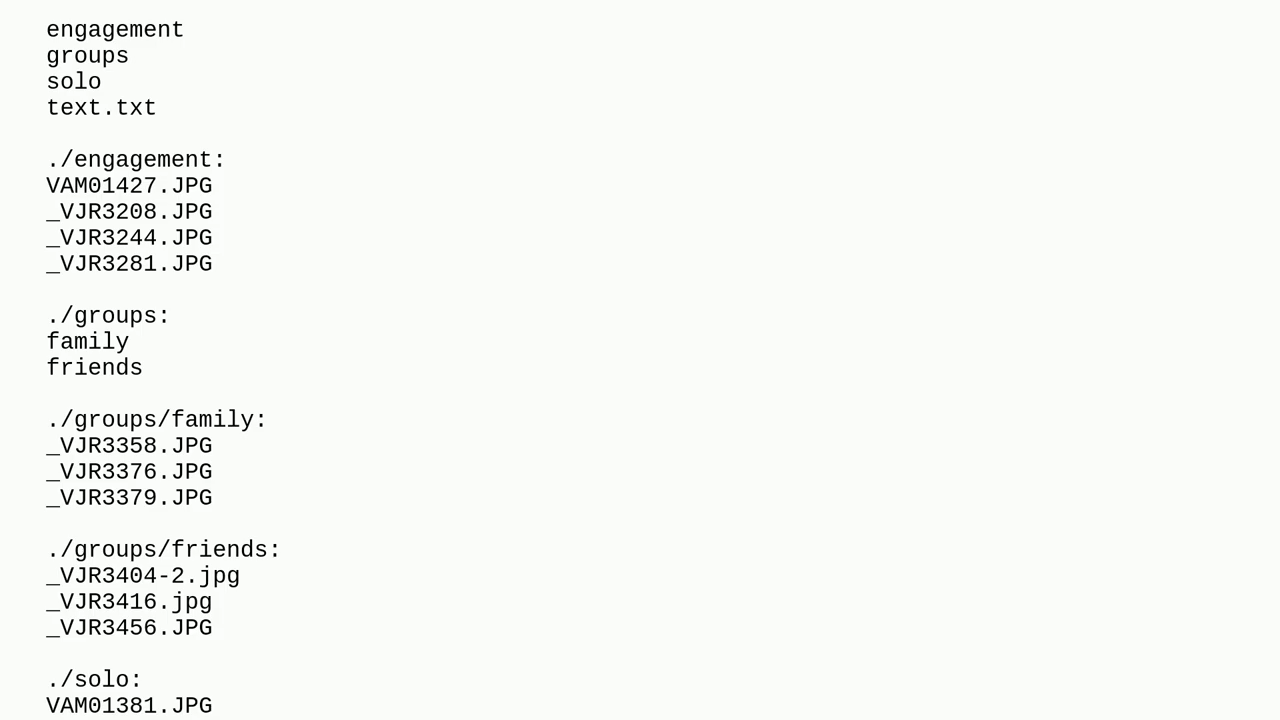 engagement
groups
solo
text.txt

./engagement:
VAM01427.JPG
_VJR3208.JPG
_VJR3244.JPG
_VJR3281.JPG

./groups:
family
friends

./groups/family:
_VJR3358.JPG
_VJR3376.JPG
_VJR3379.JPG

./groups/friends:
_VJR3404-2.jpg
_VJR3416.jpg
_VJR3456.JPG

./solo:
VAM01381.JPG